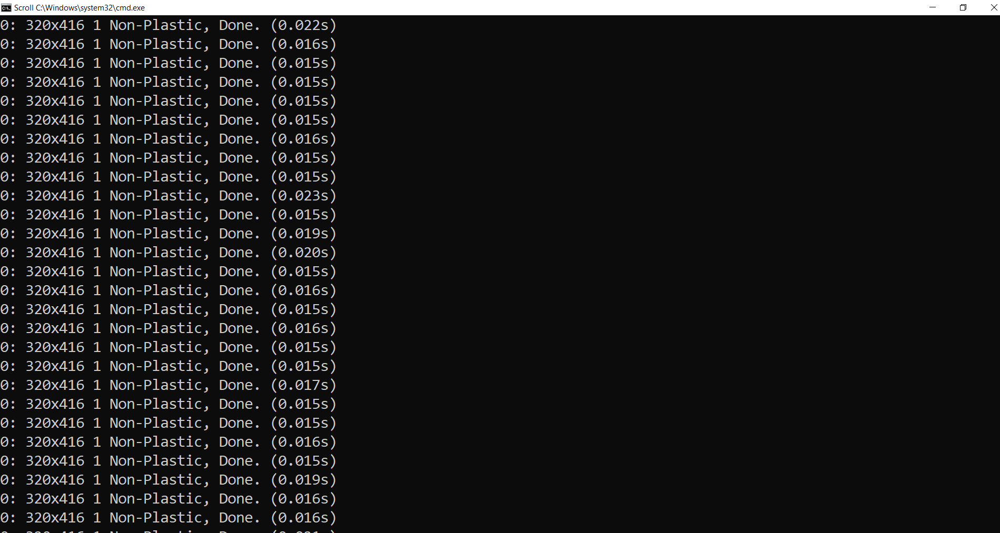 Scroll C:\Windows\system32\cmd.exe
0: 320x416 1 Non-Plastic, Done. (0.022s)
0: 320x416 1 Non-Plastic, Done. (0.016s)
0: 320x416 1 Non-Plastic, Done. (0.015s)
0: 320x416 1 Non-Plastic, Done. (0.015s)
0: 320x416 1 Non-Plastic, Done. (0.015s)
0: 320x416 1 Non-Plastic, Done. (0.015s)
0: 320x416 1 Non-Plastic, Done. (0.016s)
0: 320x416 1 Non-Plastic, Done. (0.015s)
0: 320x416 1 Non-Plastic, Done. (0.015s)
0: 320x416 1 Non-Plastic, Done. (0.023s)
0: 320x416 1 Non-Plastic, Done. (0.015s)
0: 320x416 1 Non-Plastic, Done. (0.019s)
0: 320x416 1 Non-Plastic, Done. (0.020s)
0: 320x416 1 Non-Plastic, Done. (0.015s)
0: 320x416 1 Non-Plastic, Done. (0.016s)
0: 320x416 1 Non-Plastic, Done. (0.015s)
0: 320x416 1 Non-Plastic, Done. (0.016s)
0: 320x416 1 Non-Plastic, Done. (0.015s)
0: 320x416 1 Non-Plastic, Done. (0.015s)
0: 320x416 1 Non-Plastic, Done. (0.017s)
0: 320x416 1 Non-Plastic, Done. (0.015s)
0: 320x416 1 Non-Plastic, Done. (0.015s)
0: 320x416 1 Non-Plastic, Done. (0.016s)
0: 320x416 1 Non-Plastic, Done. (0.015s)
0: 320x416 1 Non-Plastic, Done. (0.019s)
0: 320x416 1 Non-Plastic, Done. (0.016s)
0: 320x416 1 Non-Plastic, Done. (0.016s)